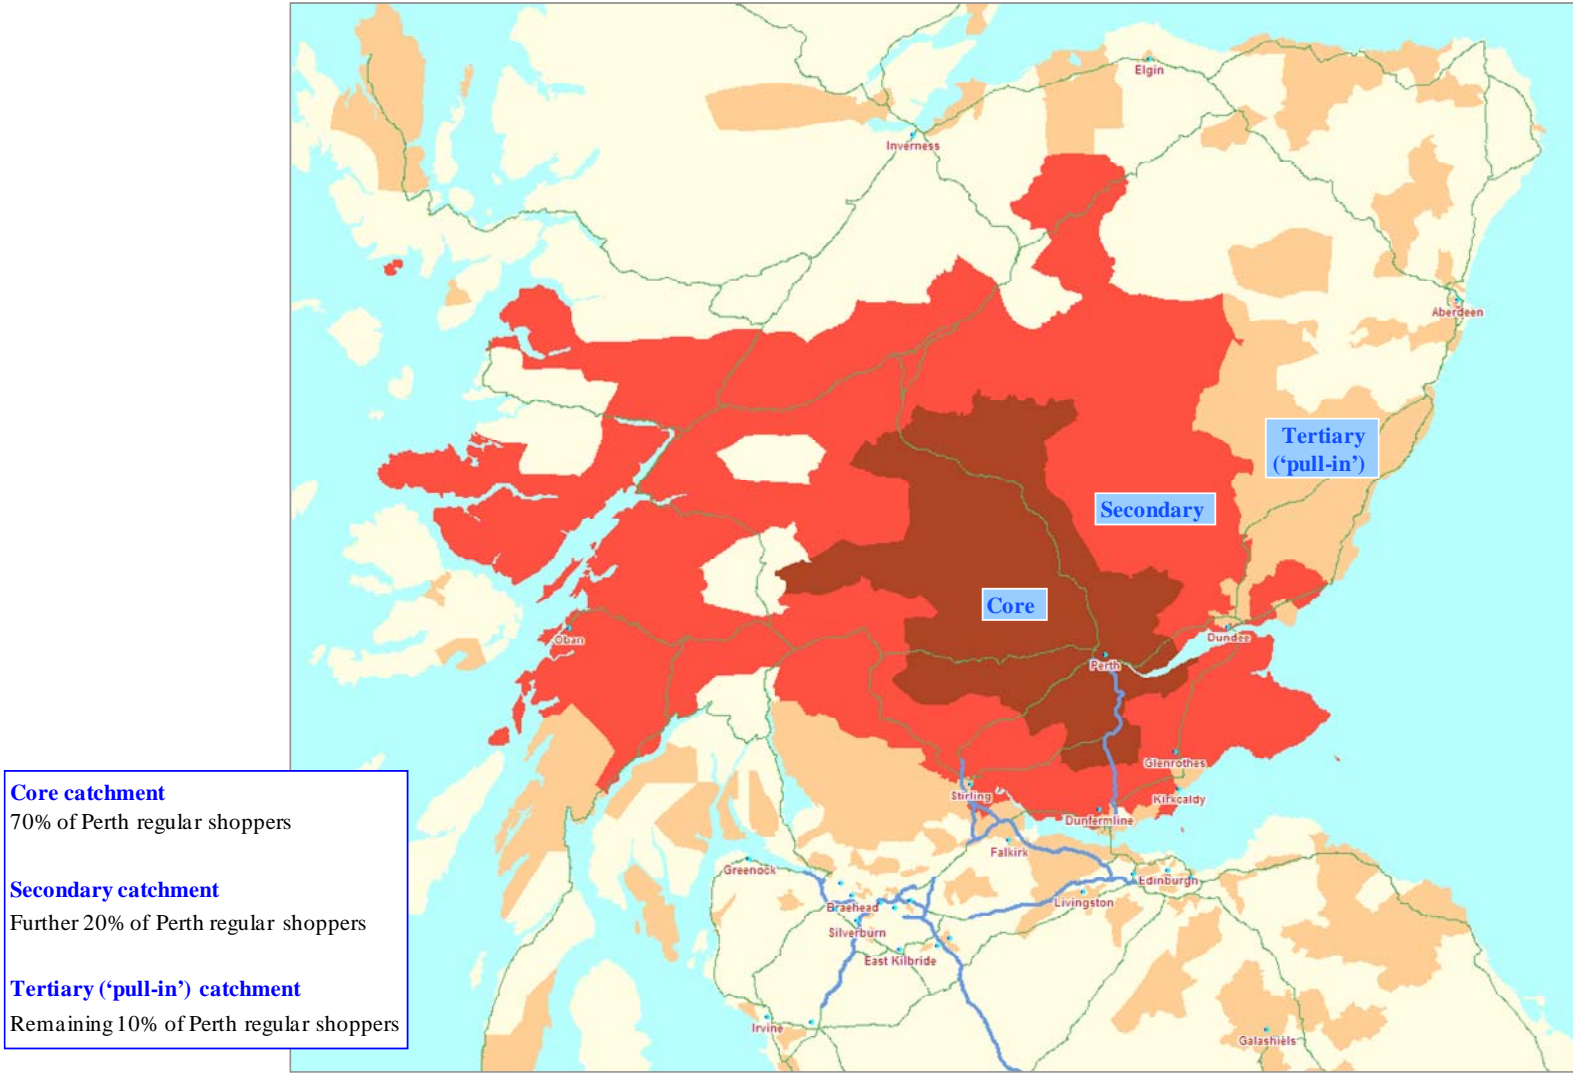 Elgin
Inverness
Aberdeen
Tertiary
(‘pull-in’)
Secondary
Core
Oban
Dundee
Perth
Glenrothes
Stirling
Kirkcaldy
Dunfermline
Falkirk
Greenock
Edinburgh
Livingston
Braehead
Silverburn
East Kilbride
Irvine
Galashiels
Core catchment
70% of Perth regular shoppers
Secondary catchment
Further 20% of Perth regular shoppers
Tertiary (‘pull-in’) catchment
Remaining 10% of Perth regular shoppers